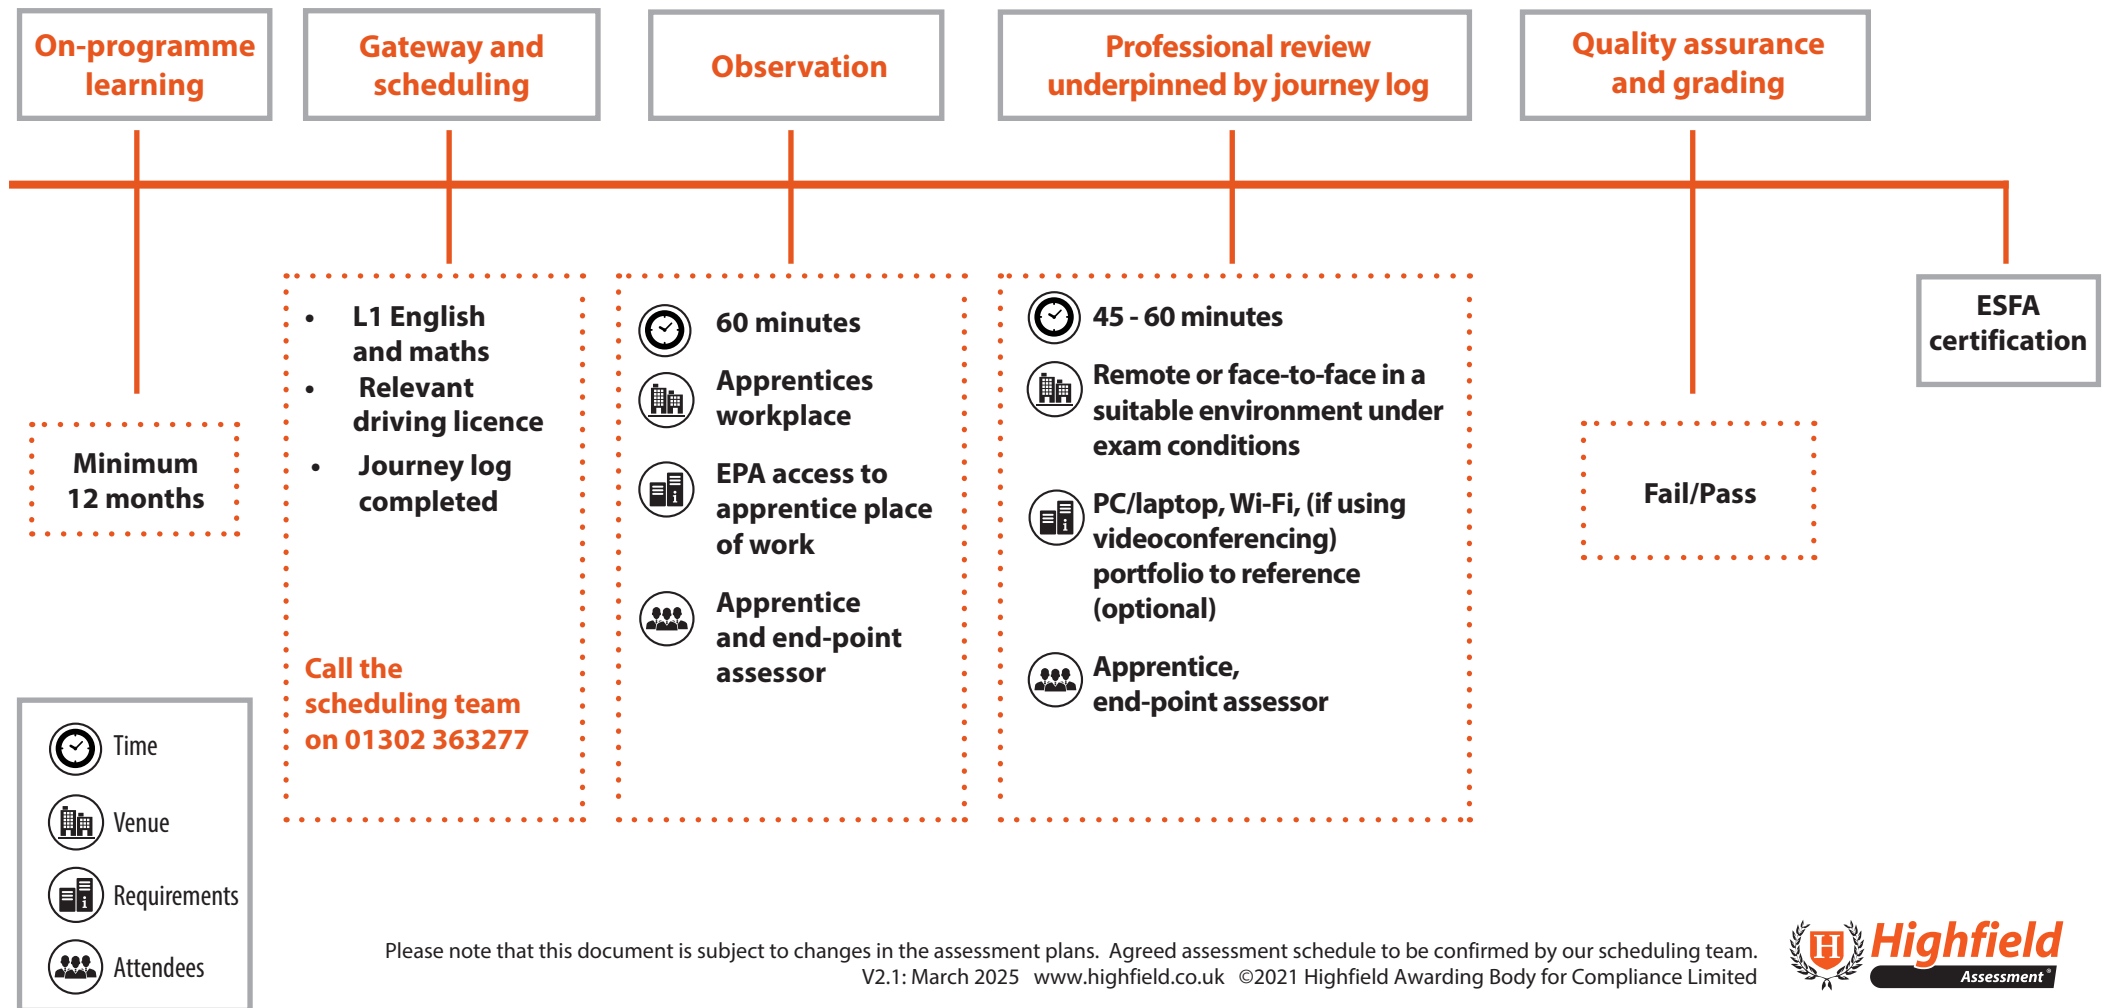 On-programme
learning
Gateway and
scheduling
Observation
Professional review
underpinned by journey log
Quality assurance
and grading
Minimum
12 months
• L1 English
and maths
• Relevant
driving licence
• Journey log
completed
Call the
scheduling team
on 01302 363277
60 minutes
Apprentices
workplace
EPA access to
apprentice place
of work
Apprentice
and end-point
assessor
45 - 60 minutes
Remote or face-to-face in a
suitable environment under
exam conditions
PC/laptop, Wi-Fi, (if using
videoconferencing)
portfolio to reference
(optional)
Apprentice,
end-point assessor
Fail/Pass
ESFA
certification
Time
Venue
Requirements
Attendees
Please note that this document is subject to changes in the assessment plans. Agreed assessment schedule to be confirmed by our scheduling team.
V2.1: March 2025 www.highfield.co.uk ©2021 Highfield Awarding Body for Compliance Limited
H
Highfield
Assessment®